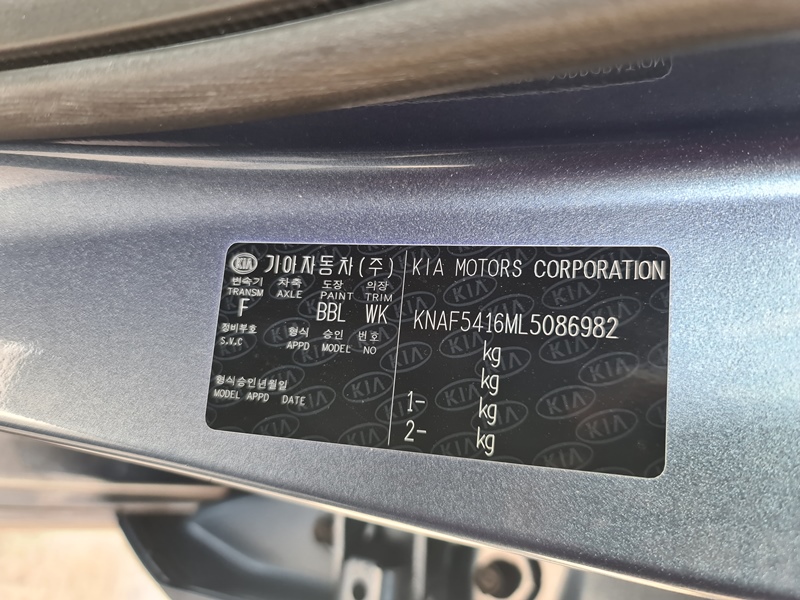 KIA 기아자동차(주) KIA MOTORS CORPORATION
변속기 차축 도장 의장
TRANSM AXLE PAINT TRIM
F BBL WK
KNAF5416ML5086982
정비부호 형식 승인 번호
S.V.C APPD MODEL NO
kg
kg
형식승인년월일
MODEL APPD DATE
1- kg
2- kg